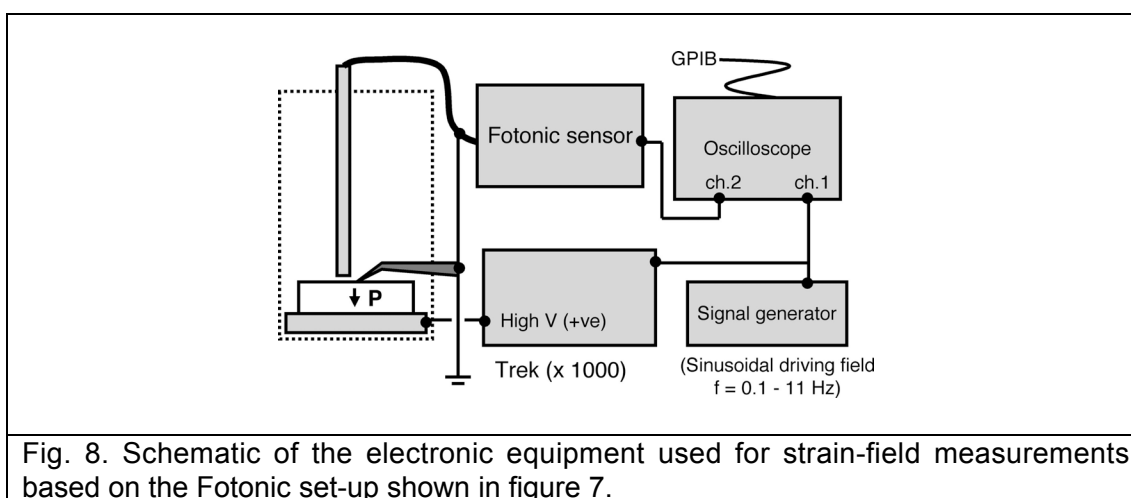 GPIB
Fotonic sensor
Oscilloscope
ch.2 ch.1
P
High V (+ve)
Signal generator
Trek (x 1000)
(Sinusoidal driving field
f = 0.1 - 11 Hz)
Fig. 8. Schematic of the electronic equipment used for strain-field measurements
based on the Fotonic set-up shown in figure 7.